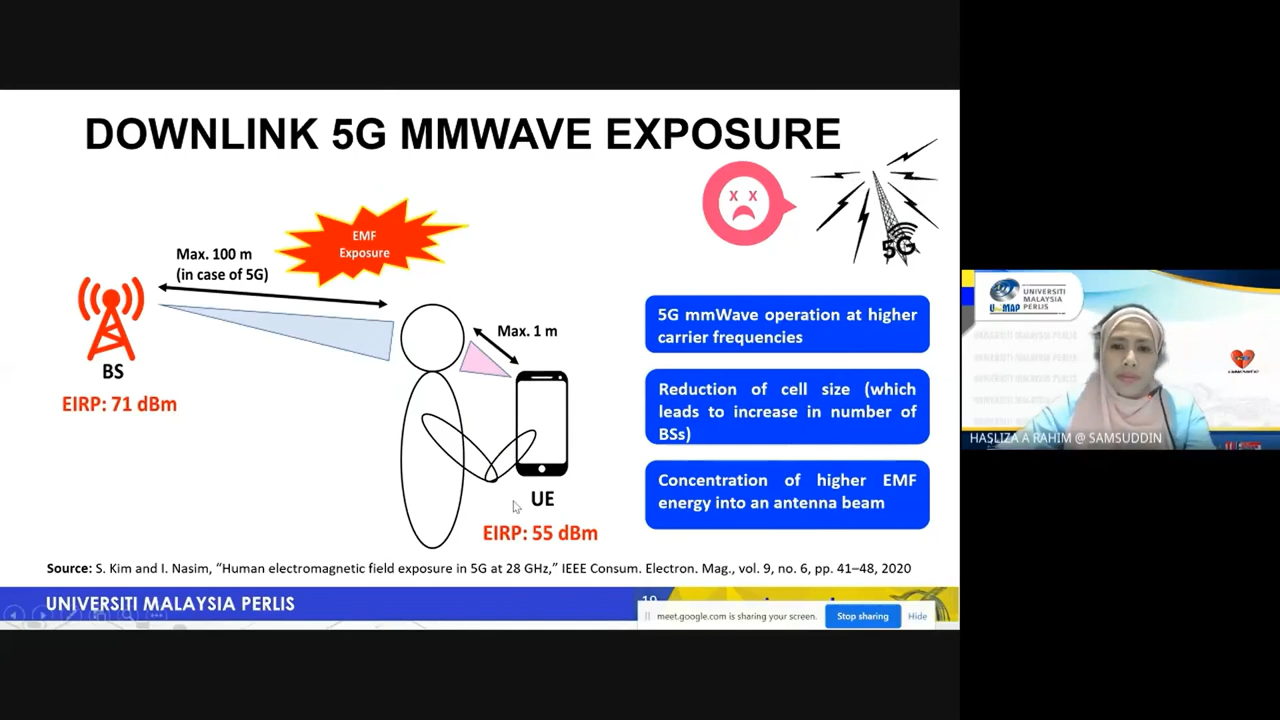 DOWNLINK 5G MMWAVE EXPOSURE
EMF
Exposure
Max. 100 m
(in case of 5G)
Max. 1 m
BS
EIRP: 71 dBm
UE
EIRP: 55 dBm
X X
5G
5G mmWave operation at higher
carrier frequencies
Reduction of cell size (which
leads to increase in number of
BSs)
Concentration of higher EMF
energy into an antenna beam
Source: S. Kim and I. Nasim, “Human electromagnetic field exposure in 5G at 28 GHz,” IEEE Consum. Electron. Mag., vol. 9, no. 6, pp. 41–48, 2020
UNIVERSITI MALAYSIA PERLIS
19
meet.google.com is sharing your screen.
Stop sharing
Hide
UniMAP
UNIVERSITI
MALAYSIA
PERLIS
HASLIZA A RAHIM @ SAMSUDDIN